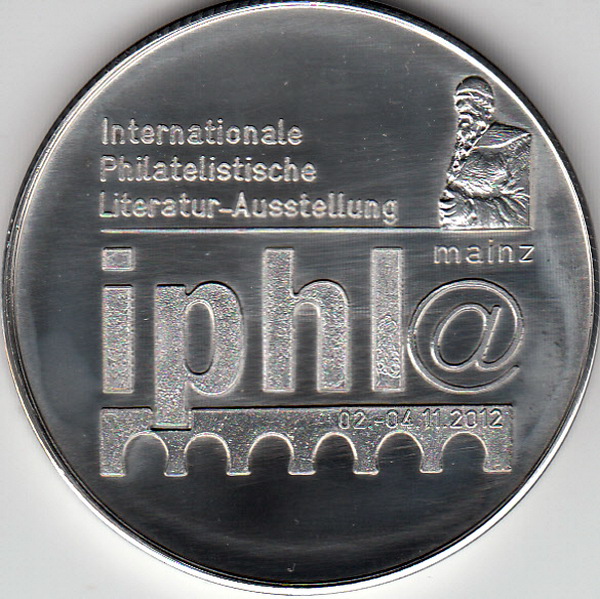 Internationale
Philatelistische
Literatur-Ausstellung
mainz
iphl@
02.-04.11.2012